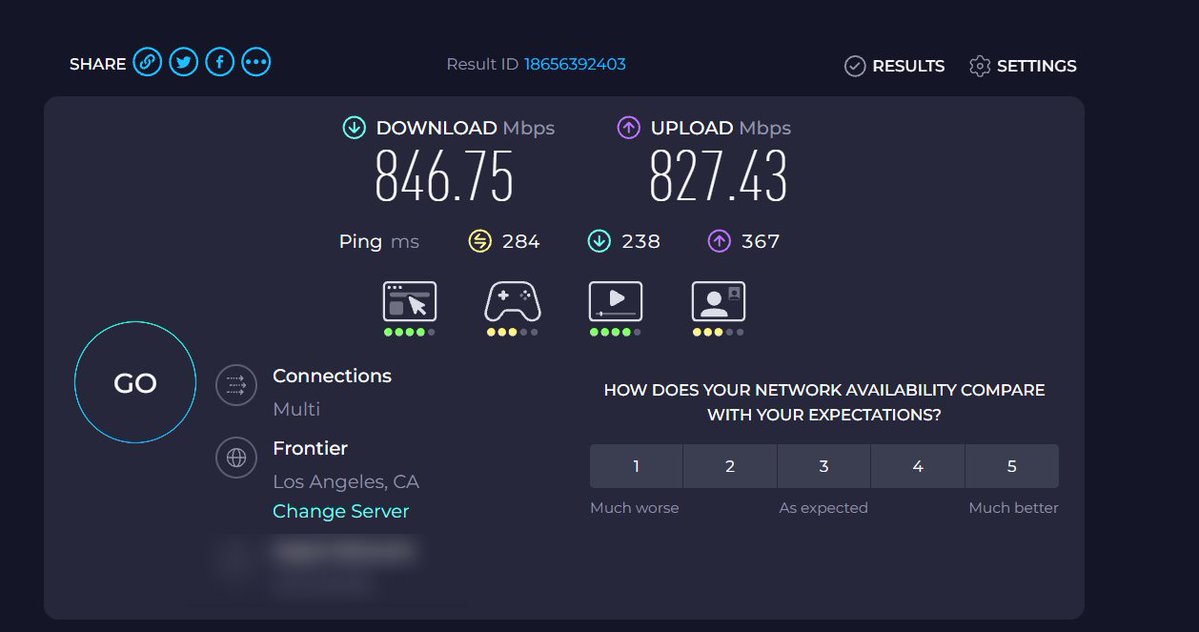 SHARE
Result ID 18656392403
RESULTS
SETTINGS
DOWNLOAD Mbps
UPLOAD Mbps
846.75
827.43
Ping ms
284
238
367
GO
Connections
Multi
Frontier
Los Angeles, CA
Change Server
HOW DOES YOUR NETWORK AVAILABILITY COMPARE
WITH YOUR EXPECTATIONS?
1
2
3
4
5
Much worse
As expected
Much better